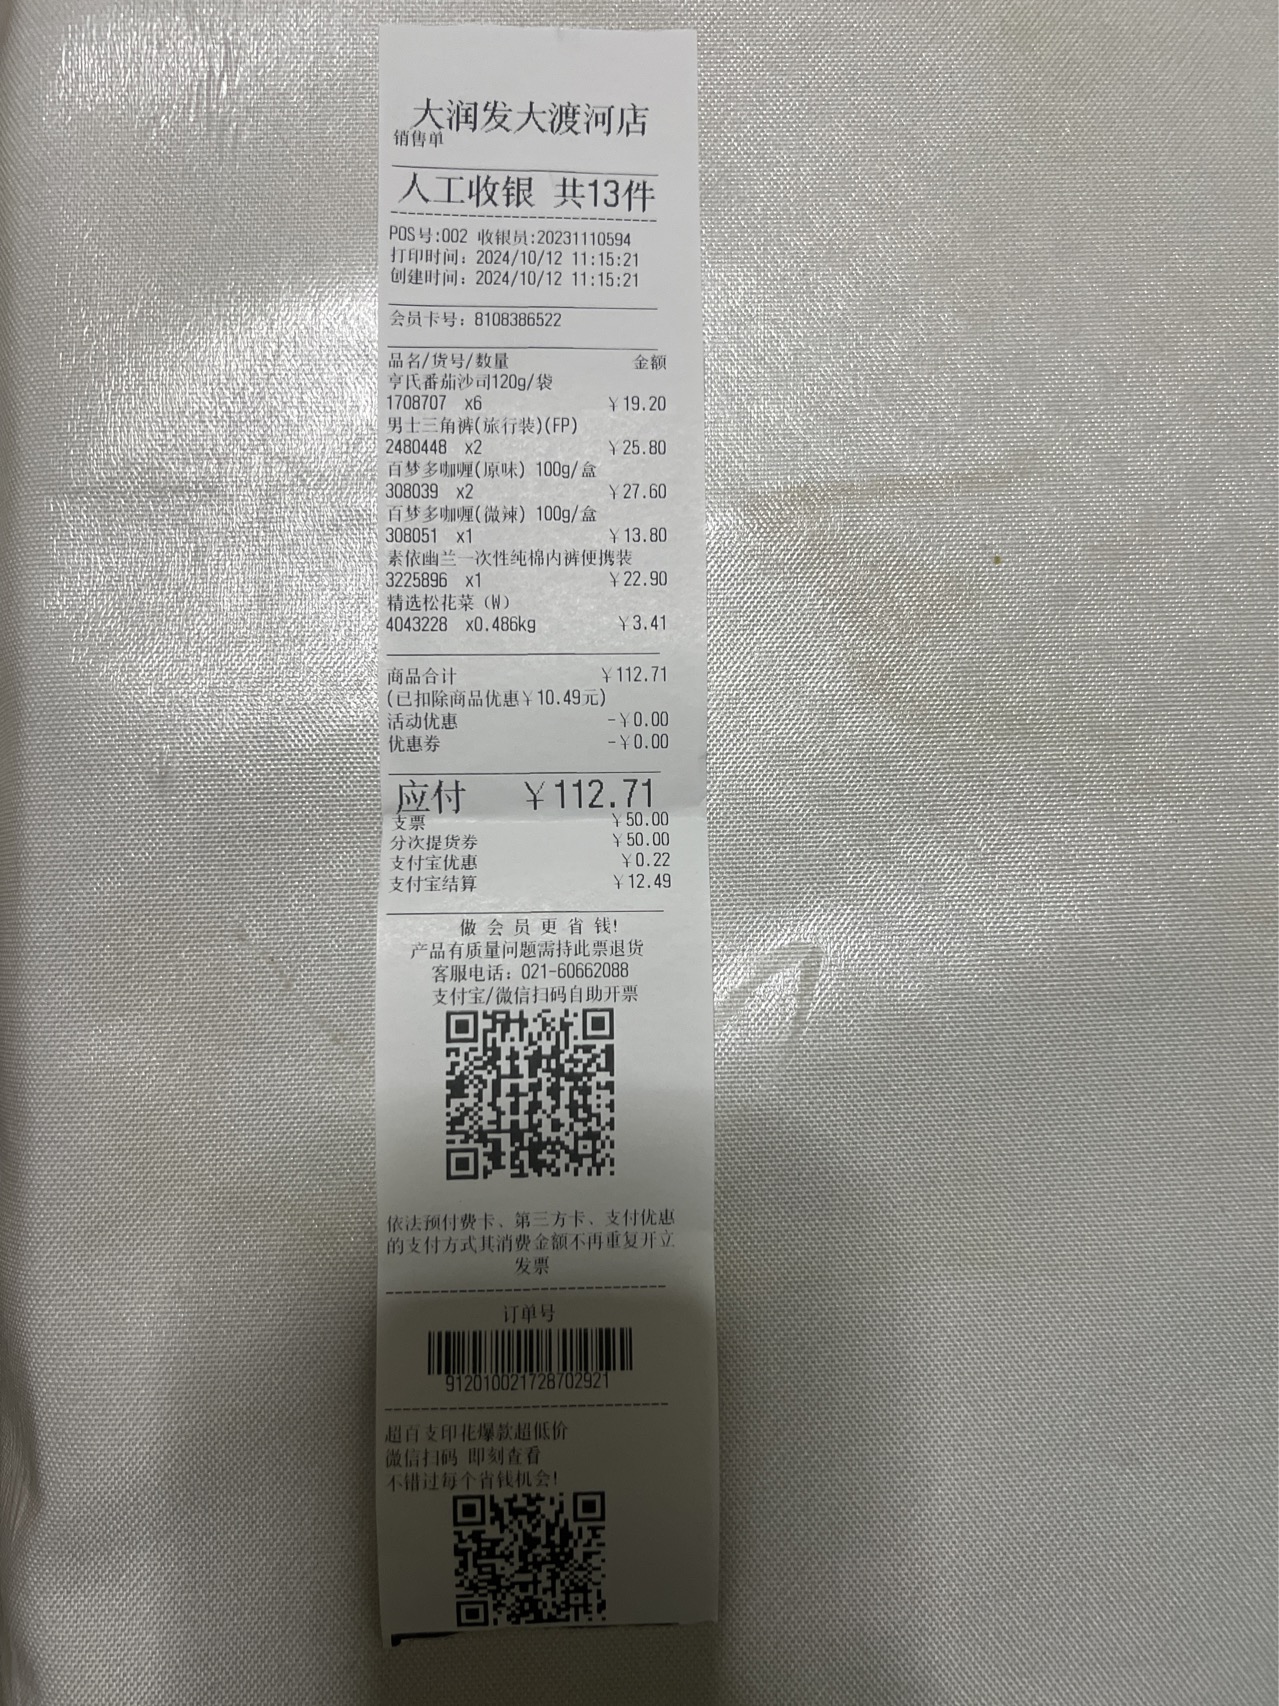 大润发大渡河店
销售单
人工收银 共13件
POS号:002 收银员:20231110594
打印时间: 2024/10/12 11:15:21
创建时间: 2024/10/12 11:15:21
会员卡号: 8108386522
品名/货号/数量 金额
亨氏番茄沙司120g/袋
1708707 x6 ￥19.20
男士三角裤(旅行装)(FP)
2480448 x2 ￥25.80
百梦多咖喱(原味) 100g/盒
308039 x2 ￥27.60
百梦多咖喱(微辣) 100g/盒
308051 x1 ￥13.80
素依幽兰一次性纯棉内裤便携装
3225896 x1 ￥22.90
精选松花菜（W）
4043228 x0.486kg ￥3.41
商品合计 ￥112.71
(已扣除商品优惠￥10.49元)
活动优惠 -￥0.00
优惠券 -￥0.00
应付 ￥112.71
支票 ￥50.00
分次提货券 ￥50.00
支付宝优惠 ￥0.22
支付宝结算 ￥12.49
做 会 员 更 省 钱!
产品有质量问题需持此票退货
客服电话: 021-60662088
支付宝/微信扫码自助开票
依法预付费卡、第三方卡、支付优惠
的支付方式其消费金额不再重复开立
发票
订单号
912010021728702921
超百支印花爆款超低价
微信扫码 即刻查看
不错过每个省钱机会!